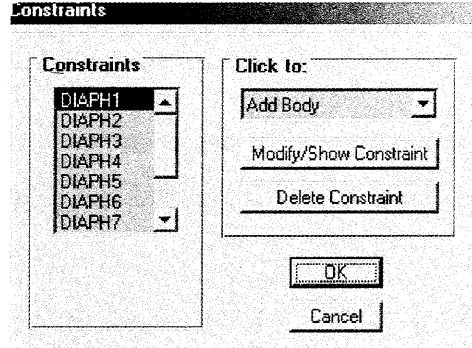 Constraints
Constraints
DIAPH1
DIAPH2
DIAPH3
DIAPH4
DIAPH5
DIAPH6
DIAPH7
Click to:
Add Body
Modify/Show Constraint
Delete Constraint
OK
Cancel